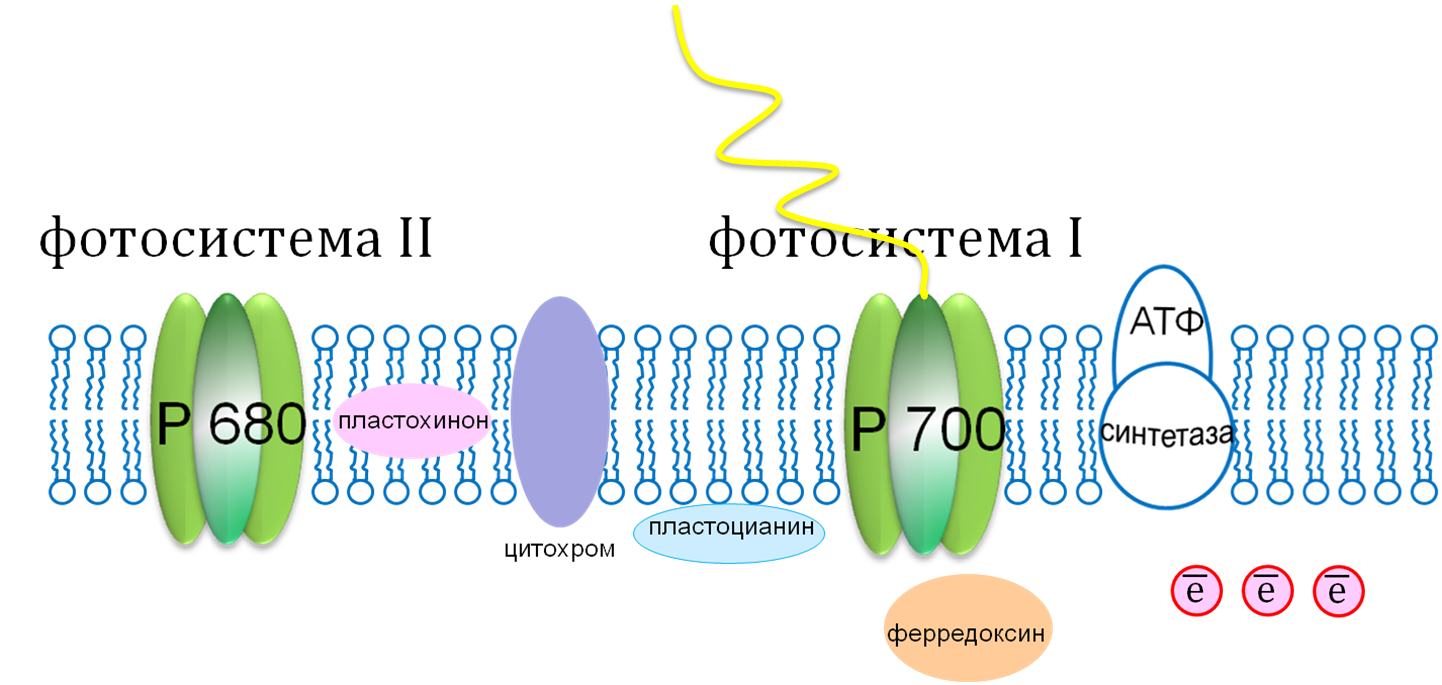 фотосистема II
фотосистема I
P 680
пластохинон
цитохром
пластоцианин
P 700
ферредоксин
АТФ
синтетаза
e
e
e